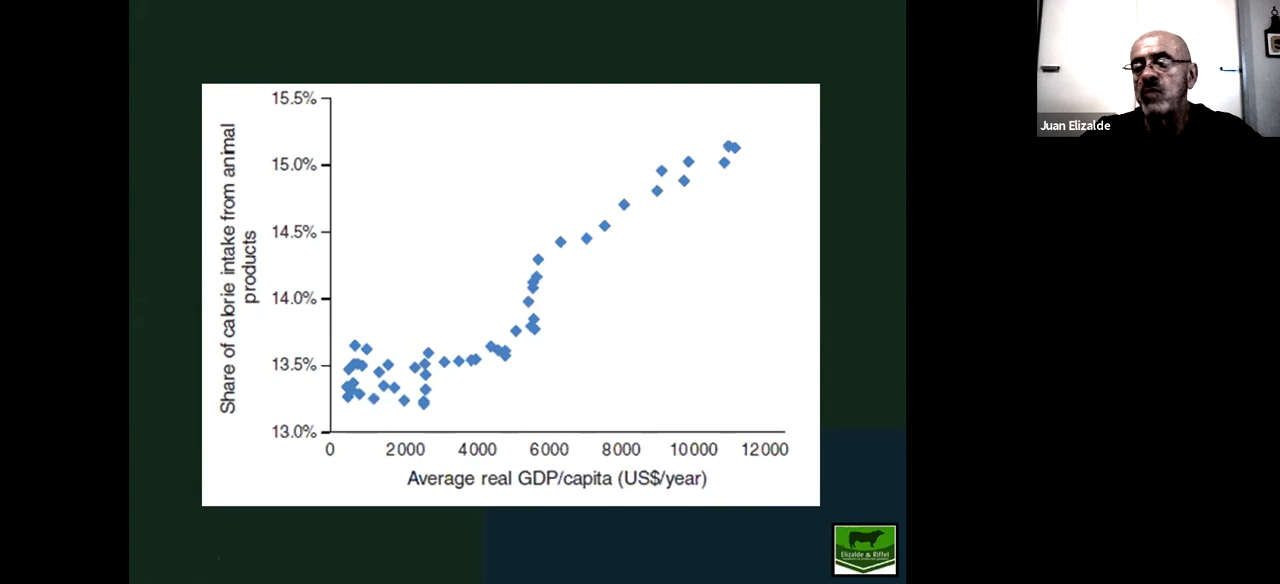 15.5%
15.0%
14.5%
14.0%
13.5%
13.0%
Share of calorie intake from animal
products
0 2000 4000 6000 8000 10000 12000
Average real GDP/capita (US$/year)
Juan Elizalde
Elizalde & Riffel